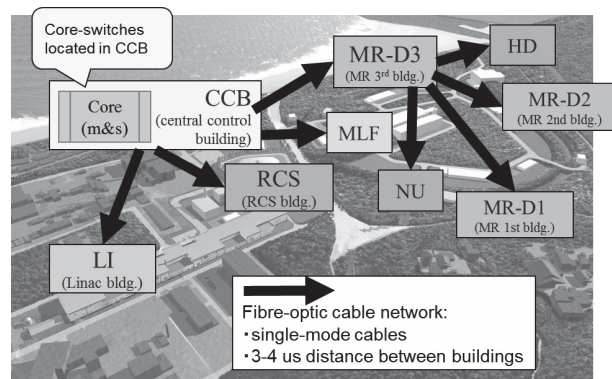 Core-switches
located in CCB
Core
(m&s)
CCB
(central control
building)
MR-D3
(MR 3rd bldg.)
HD
MR-D2
(MR 2nd bldg.)
MLF
RCS
(RCS bldg.)
NU
MR-D1
(MR 1st bldg.)
LI
(Linac bldg.)
Fibre-optic cable network:
・single-mode cables
・3-4 us distance between buildings